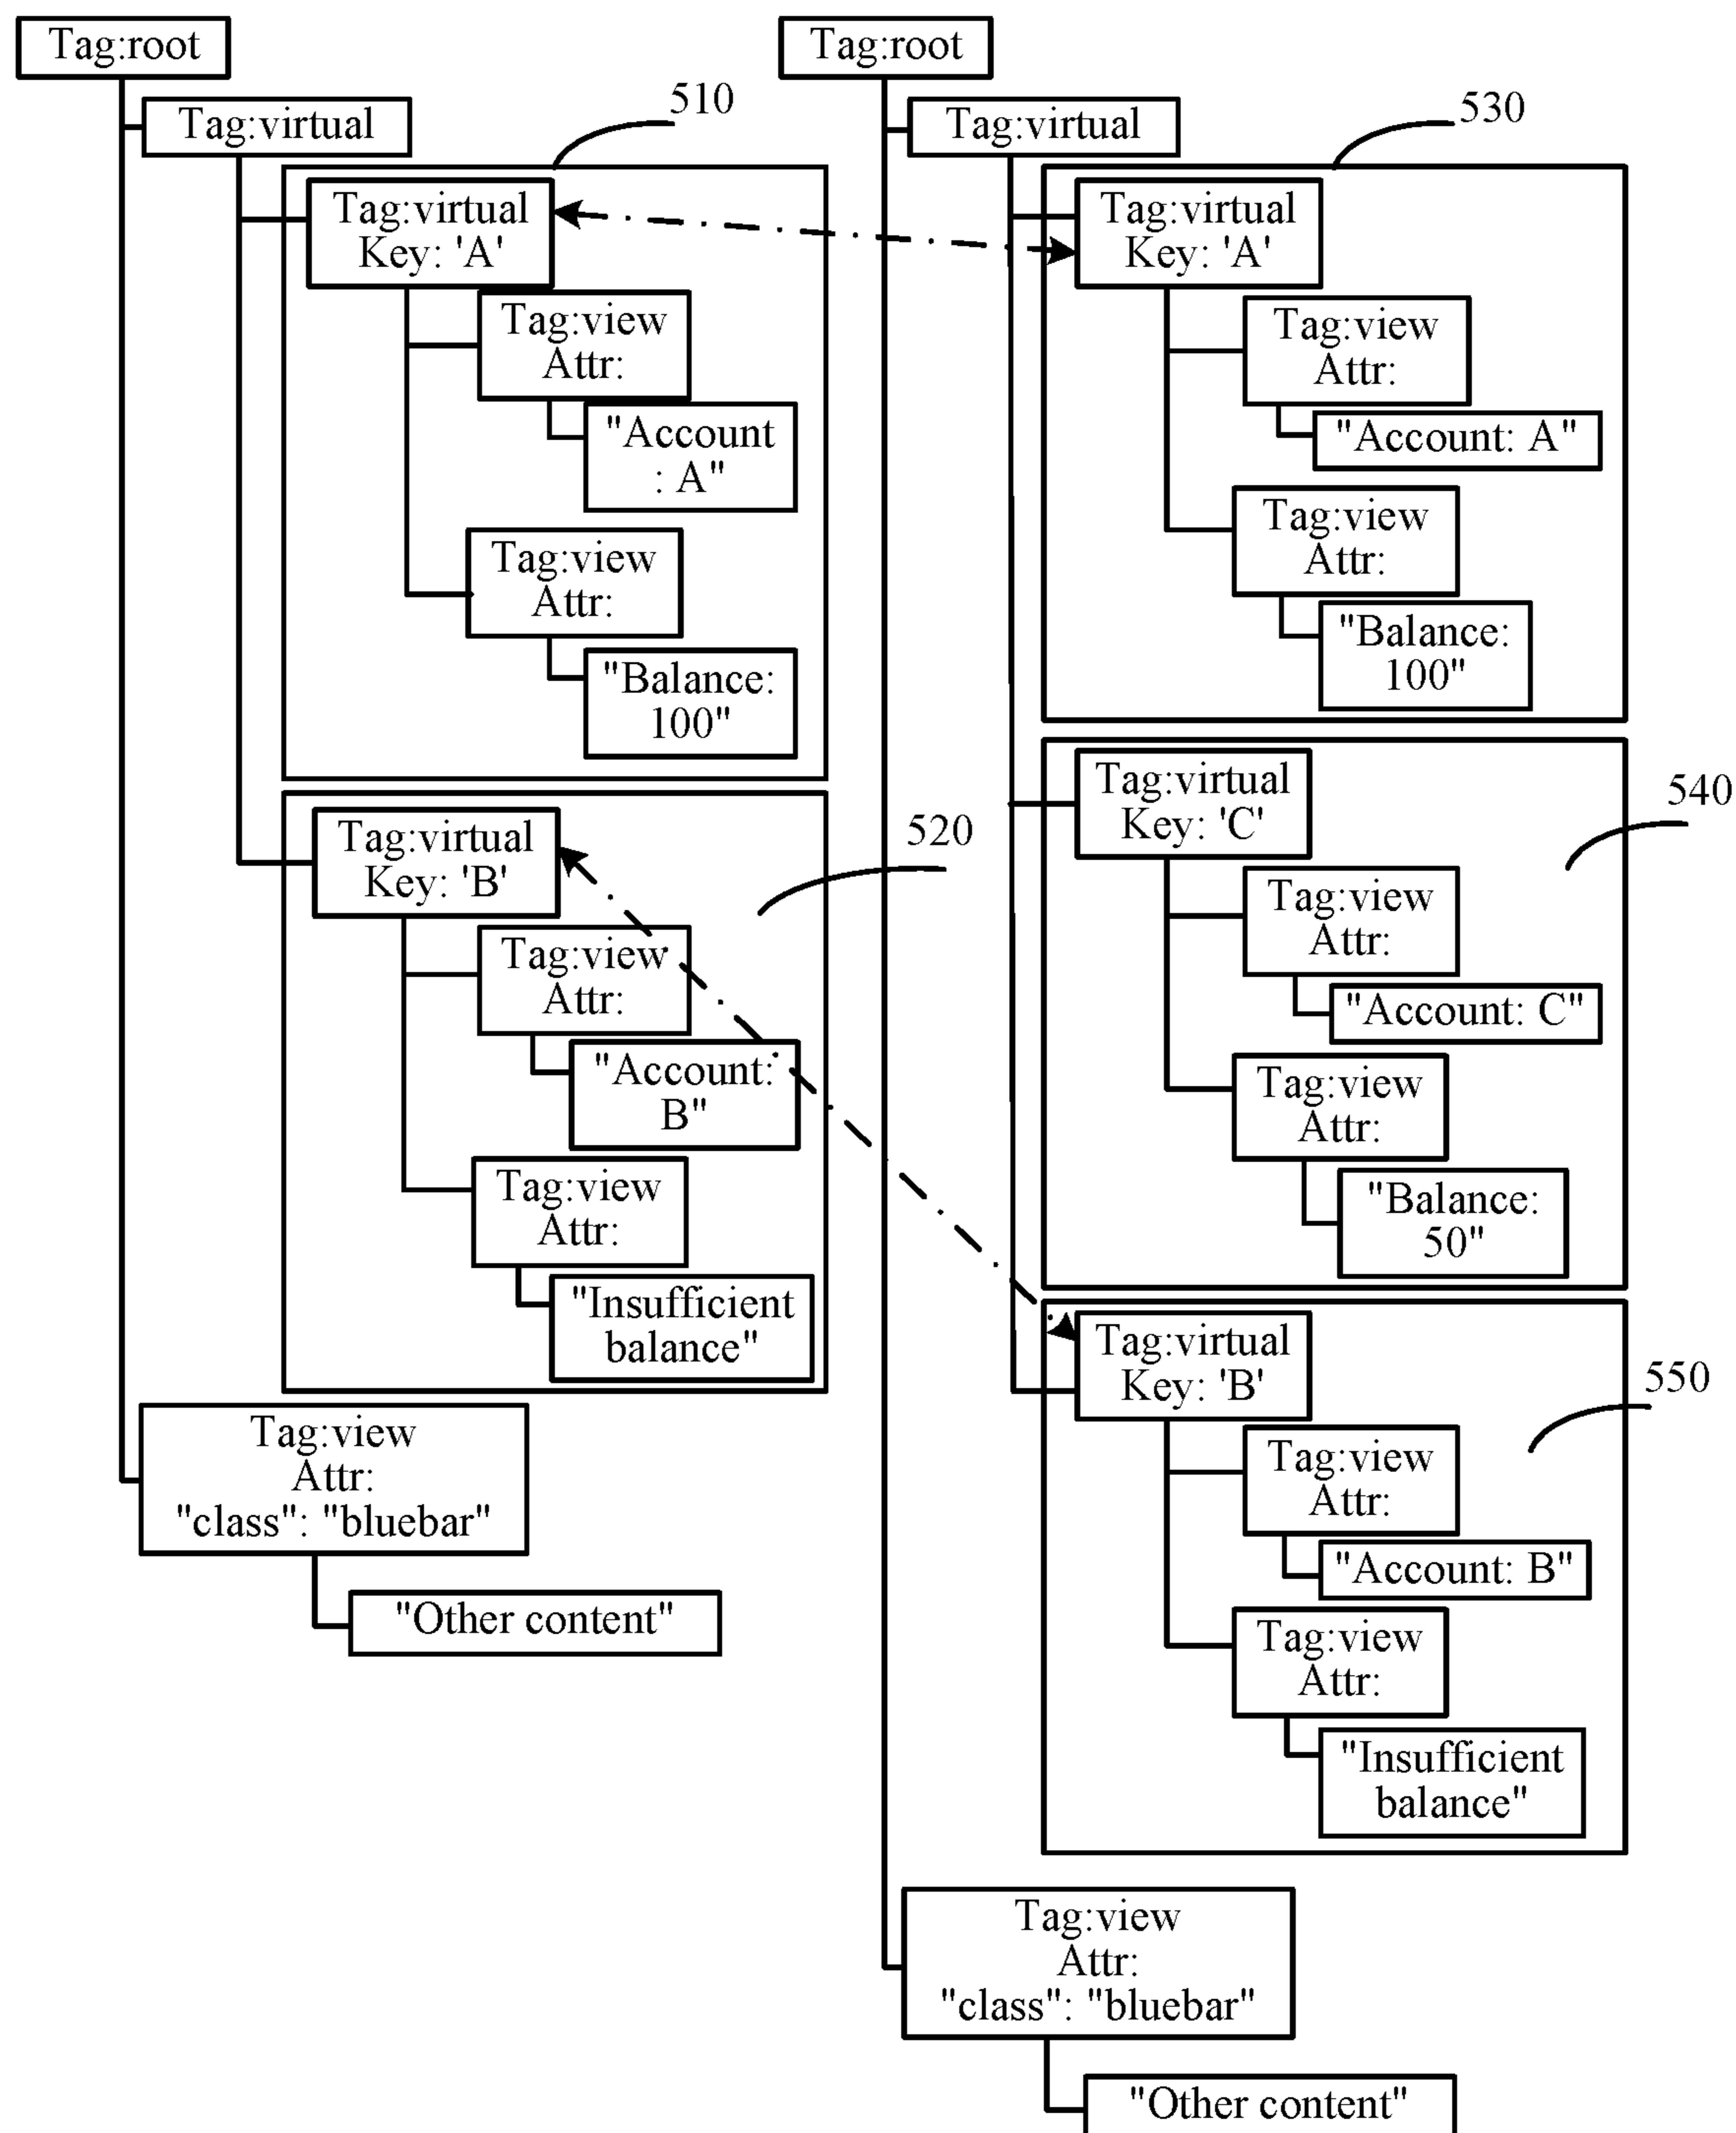 Tag:root
Tag:virtual
510
Tag:virtual
Key: 'A'
Tag:view
Attr:
"Account
: A"
Tag:view
Attr:
"Balance:
100"
Tag:virtual
Key: 'B'
520
Tag:view
Attr:
"Account:
B"
Tag:view
Attr:
"Insufficient
balance"
Tag:view
Attr:
"class": "bluebar"
"Other content"
Tag:root
Tag:virtual
530
Tag:virtual
Key: 'A'
Tag:view
Attr:
"Account: A"
Tag:view
Attr:
"Balance:
100"
Tag:virtual
Key: 'C'
540
Tag:view
Attr:
"Account: C"
Tag:view
Attr:
"Balance:
50"
Tag:virtual
Key: 'B'
550
Tag:view
Attr:
"Account: B"
Tag:view
Attr:
"Insufficient
balance"
Tag:view
Attr:
"class": "bluebar"
"Other content"